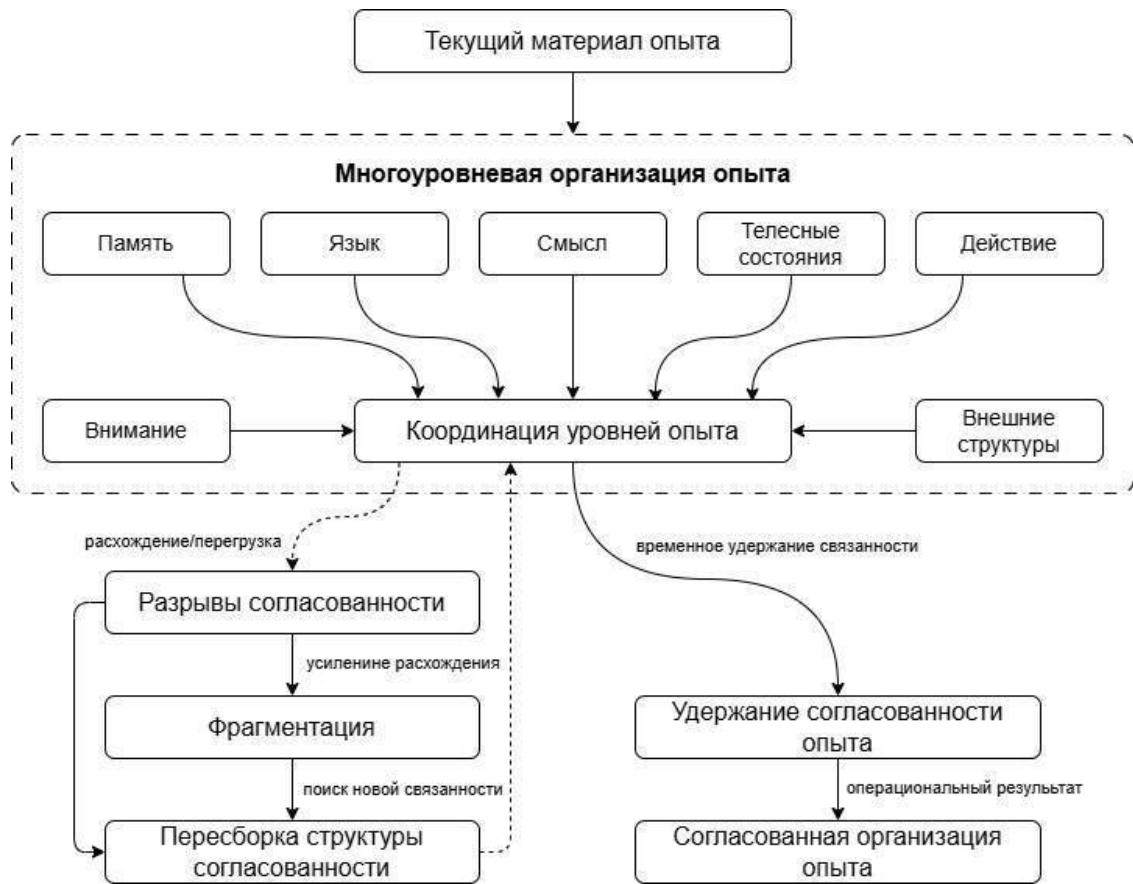 Текущий материал опыта
Многоуровневая организация опыта
Память
Язык
Смысл
Телесные
состояния
Действие
Внимание
Координация уровней опыта
Внешние
структуры
расхождение/перегрузка
временное удержание связанности
Разрывы согласованности
усиленине расхождения
Фрагментация
Удержание согласованности
опыта
поиск новой связанности
операциональный резулььтат
Пересборка структуры
согласованности
Согласованная организация
опыта